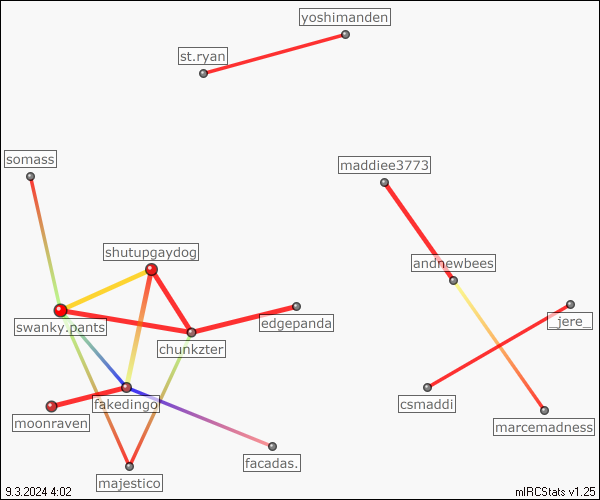 yoshimanden
st.ryan
somass
maddiee3773
shutupgaydog
andnewbees
swanky.pants
edgepanda
_jere_
chunkzter
fakedingo
csmaddi
moonraven
marcemadness
facadas.
majestico
9.3.2024 4:02
mIRCStats v1.25